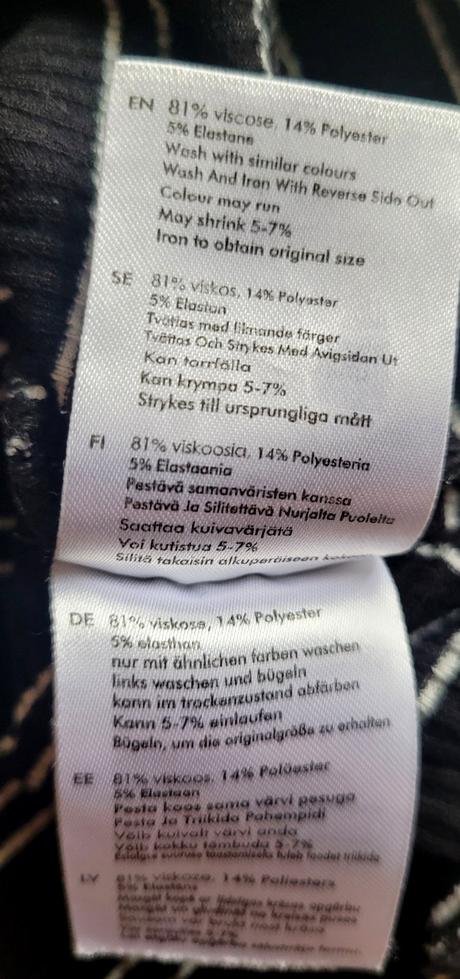 EN 81% viscose, 14% Polyester
5% Elastane
Wash with similar colours
Wash And Iron With Reverse Side Out
Colour may run
May shrink 5-7%
Iron to obtain original size
SE 81% viskos, 14% Polyester
5% Elastan
Tvättas med liknande färger
Tvättas Och Strykes Med Avigsidan Ut
Kan torrfälla
Kan krympa 5-7%
Strykes till ursprungliga mått
FI 81% viskoosia, 14% Polyesteria
5% Elastaania
Pestävä samanväristen kanssa
Pestävä Ja Silitettävä Nurjalta Puolelta
Saattaa kuivavärjätä
Voi kutistua 5-7%
Silitä takaisin alkuperäiseen
DE 81% viskose, 14% Polyester
5% elasthan
nur mit ähnlichen farben waschen
links waschen und bügeln
kann im trockenzustand abfärben
Kann 5-7% einlaufen
Bügeln, um die originalgröße zu erhalten
EE 81% viskoos, 14% Polüester
5% Elastaan
Pesta koos sama värvi pesuga
Pesta Ja Triikida Pahempidi
Võib kuivalt värvi anda
Võib kokku tõmbuda 5-7%
LV 81% viskoze, 14% Poliesters
5% Elastāns